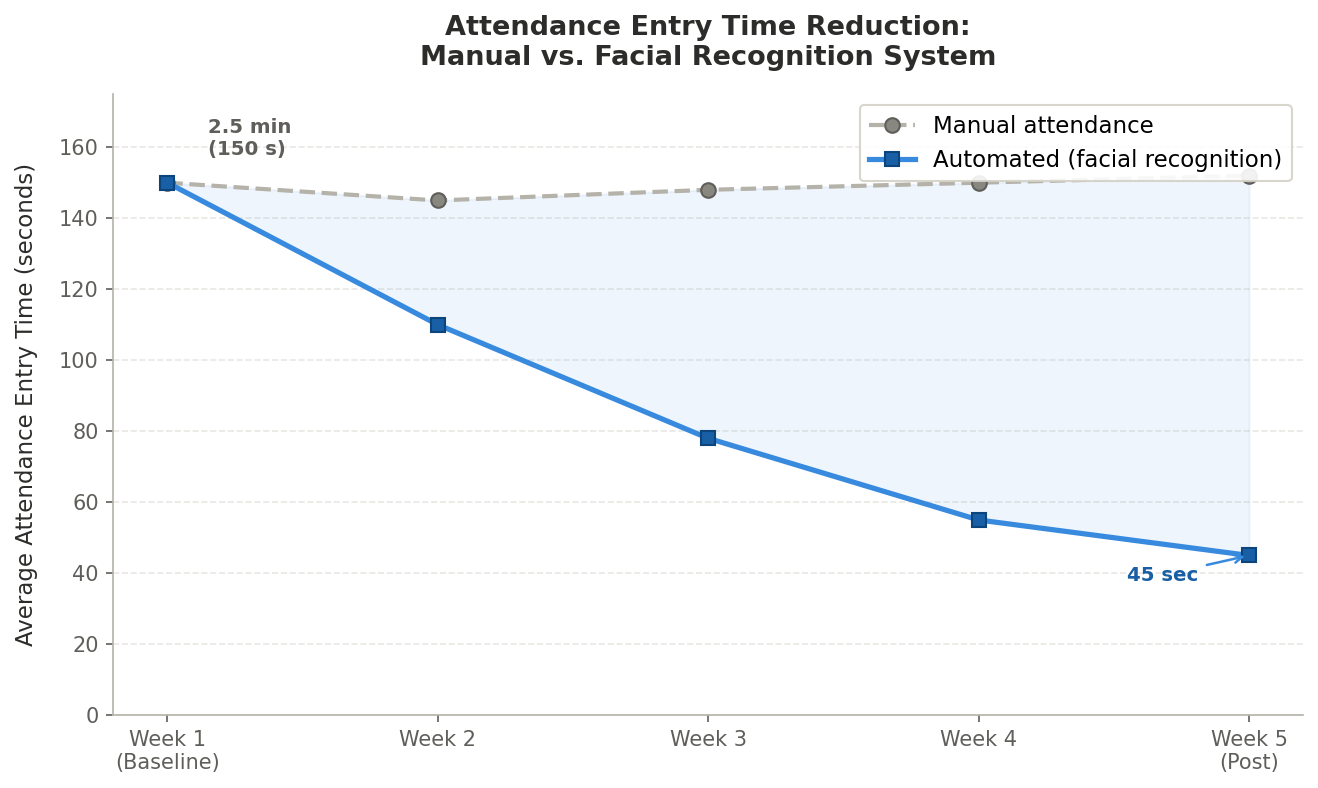 Attendance Entry Time Reduction:
Manual vs. Facial Recognition System
Average Attendance Entry Time (seconds)
160
140
120
100
80
60
40
20
0
2.5 min
(150 s)
Manual attendance
Automated (facial recognition)
45 sec
Week 1
(Baseline)
Week 2
Week 3
Week 4
Week 5
(Post)